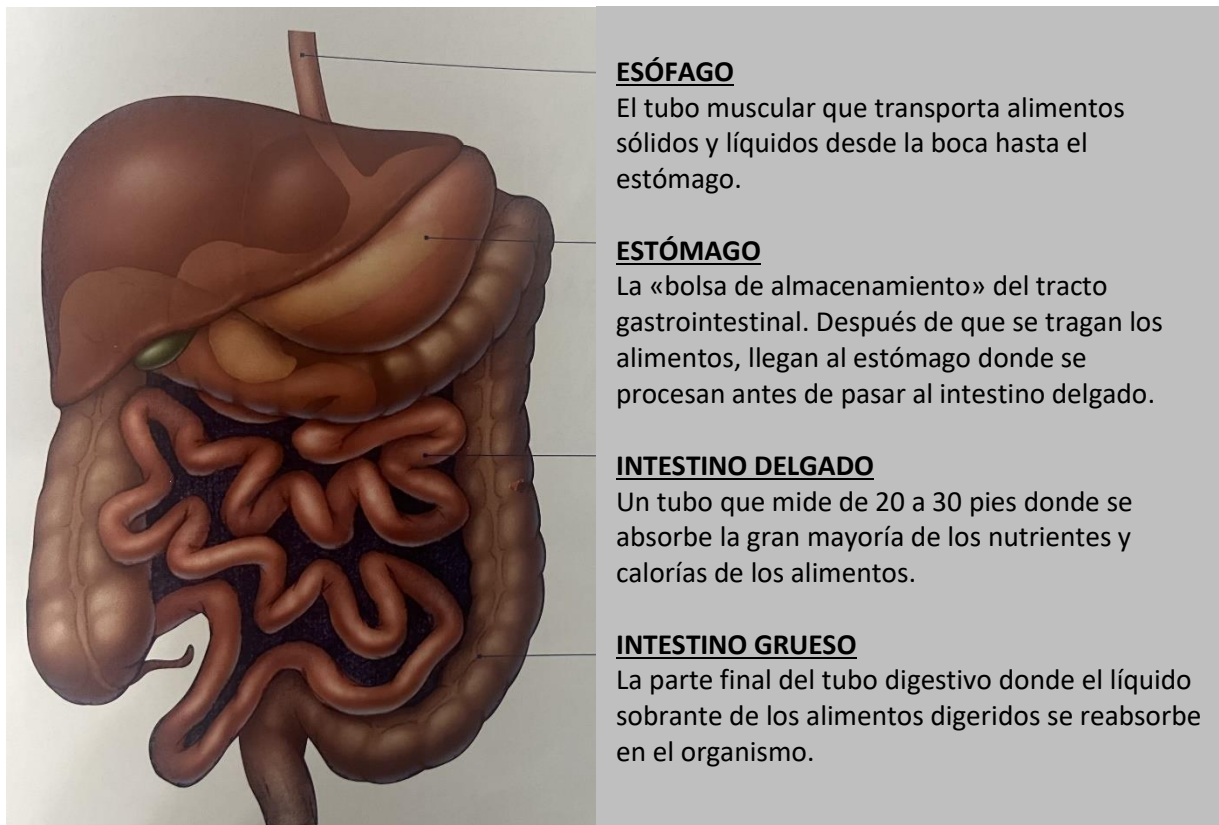 ESÓFAGO
El tubo muscular que transporta alimentos
sólidos y líquidos desde la boca hasta el
estómago.
ESTÓMAGO
La «bolsa de almacenamiento» del tracto
gastrointestinal. Después de que se tragan los
alimentos, llegan al estómago donde se
procesan antes de pasar al intestino delgado.
INTESTINO DELGADO
Un tubo que mide de 20 a 30 pies donde se
absorbe la gran mayoría de los nutrientes y
calorías de los alimentos.
INTESTINO GRUESO
La parte final del tubo digestivo donde el líquido
sobrante de los alimentos digeridos se reabsorbe
en el organismo.